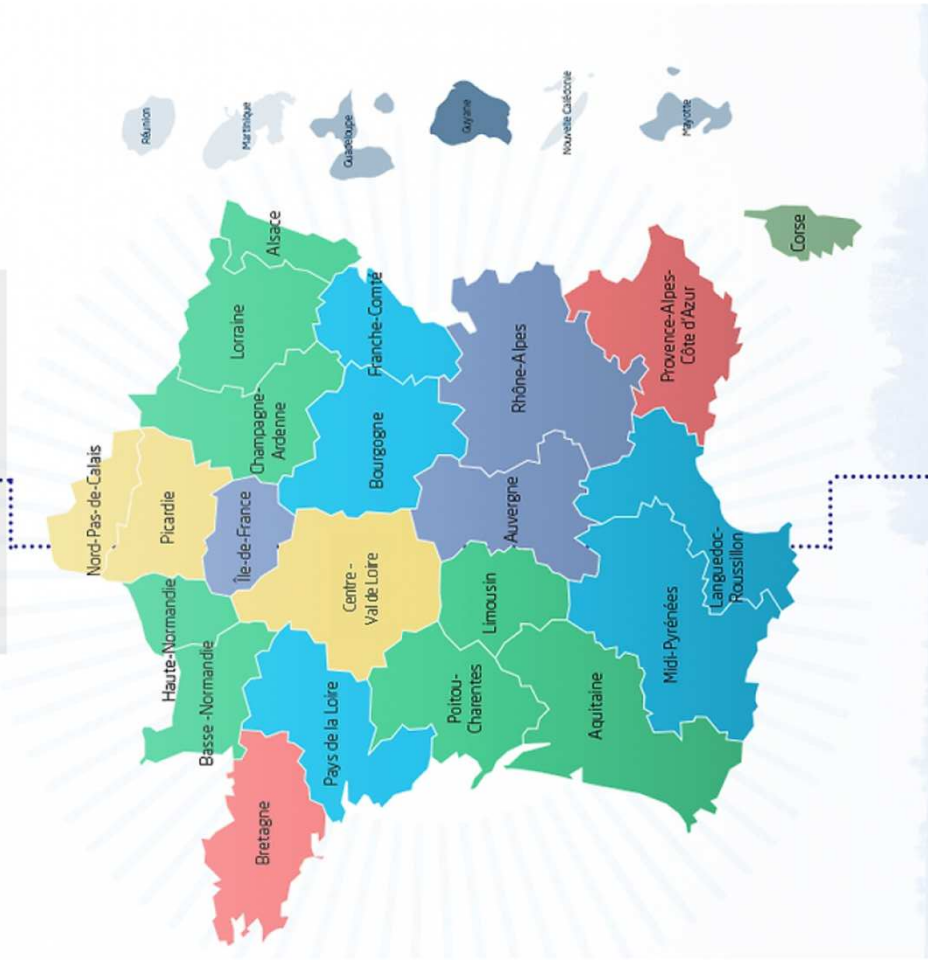 Nord-Pas-de-Calais
Picardie
Haute-Normandie
Basse -Normandie
Île-de-France
Champagne-
Ardenne
Lorraine
Alsace
Bretagne
Pays de la Loire
Centre -
Val de Loire
Bourgogne
Franche-Comté
Poitou-
Charentes
Limousin
Auvergne
Rhône-Alpes
Aquitaine
Midi-Pyrénées
Languedoc-
Roussillon
Provence-Alpes-
Côte d'Azur
Corse
Réunion
Martinique
Guadeloupe
Guyane
Nouvelle Calédonie
Mayotte